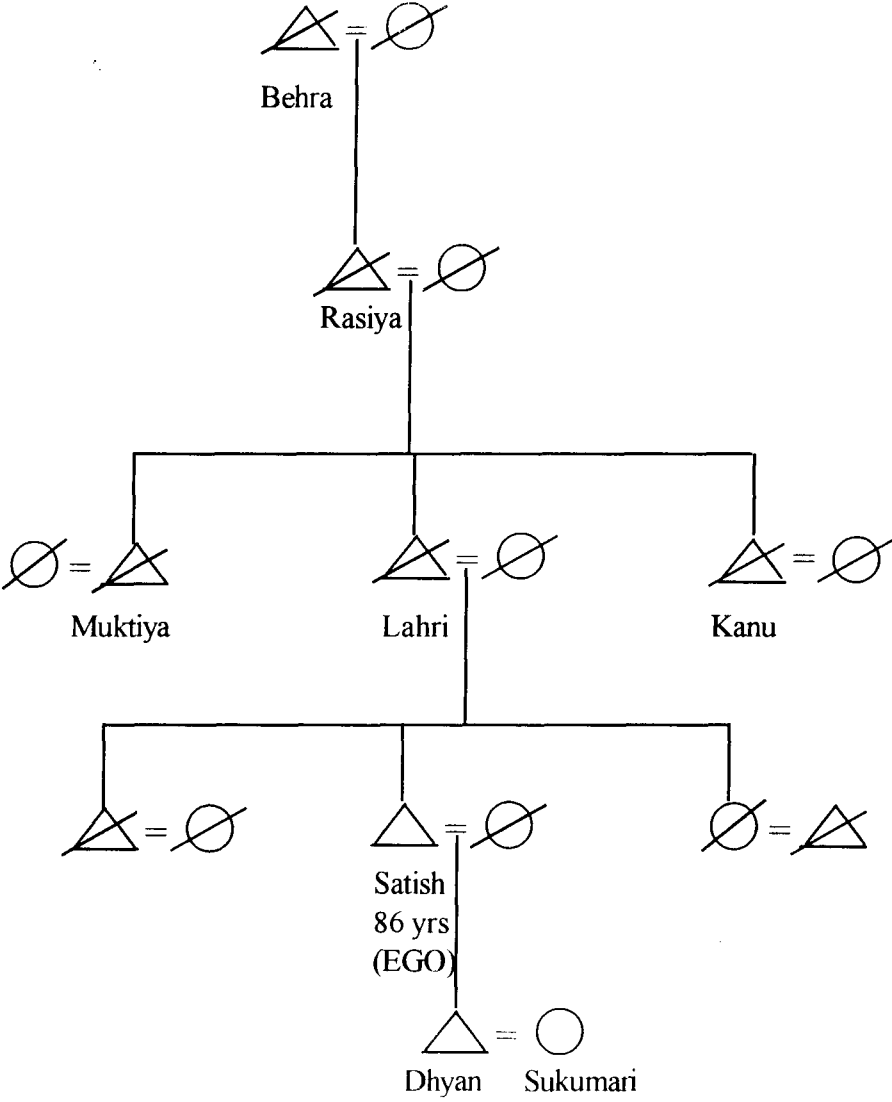 Behra
Rasiya
Muktiya Lahri Kanu
Satish
86 yrs
(EGO)
Dhyan Sukumari